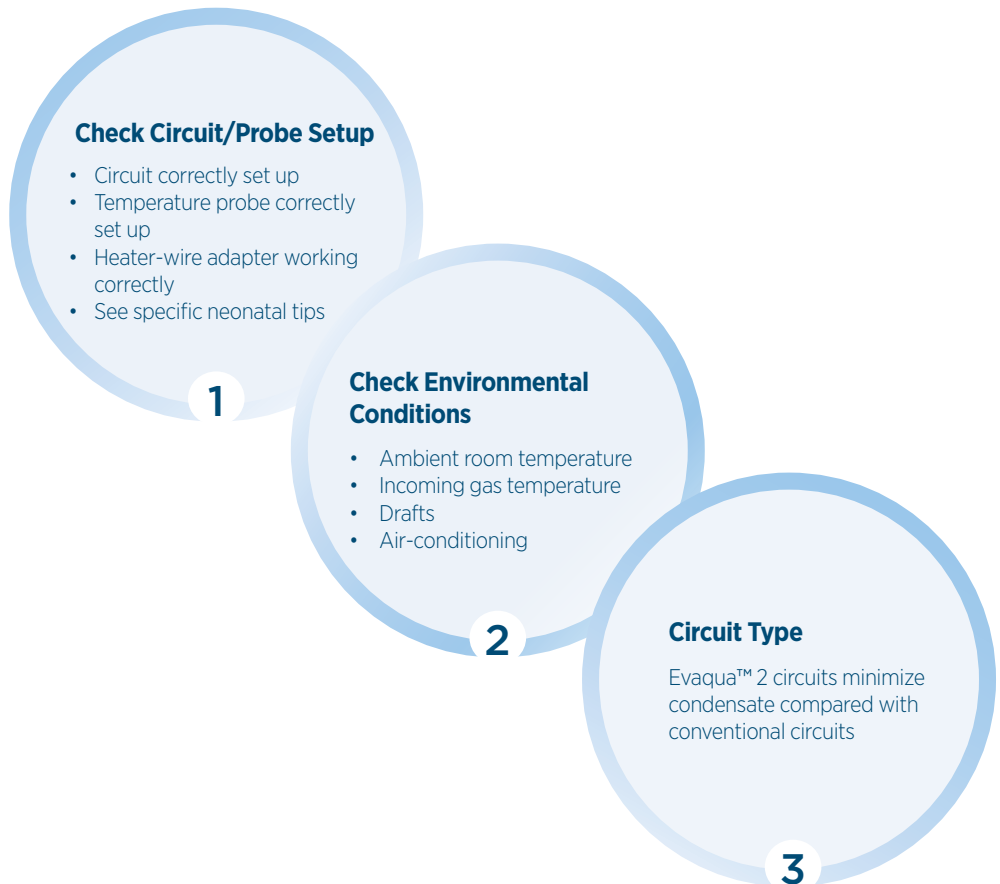 Check Circuit/Probe Setup
• Circuit correctly set up
• Temperature probe correctly
set up
• Heater-wire adapter working
correctly
• See specific neonatal tips
1
Check Environmental
Conditions
• Ambient room temperature
• Incoming gas temperature
• Drafts
• Air-conditioning
2
Circuit Type
Evaqua™ 2 circuits minimize
condensate compared with
conventional circuits
3